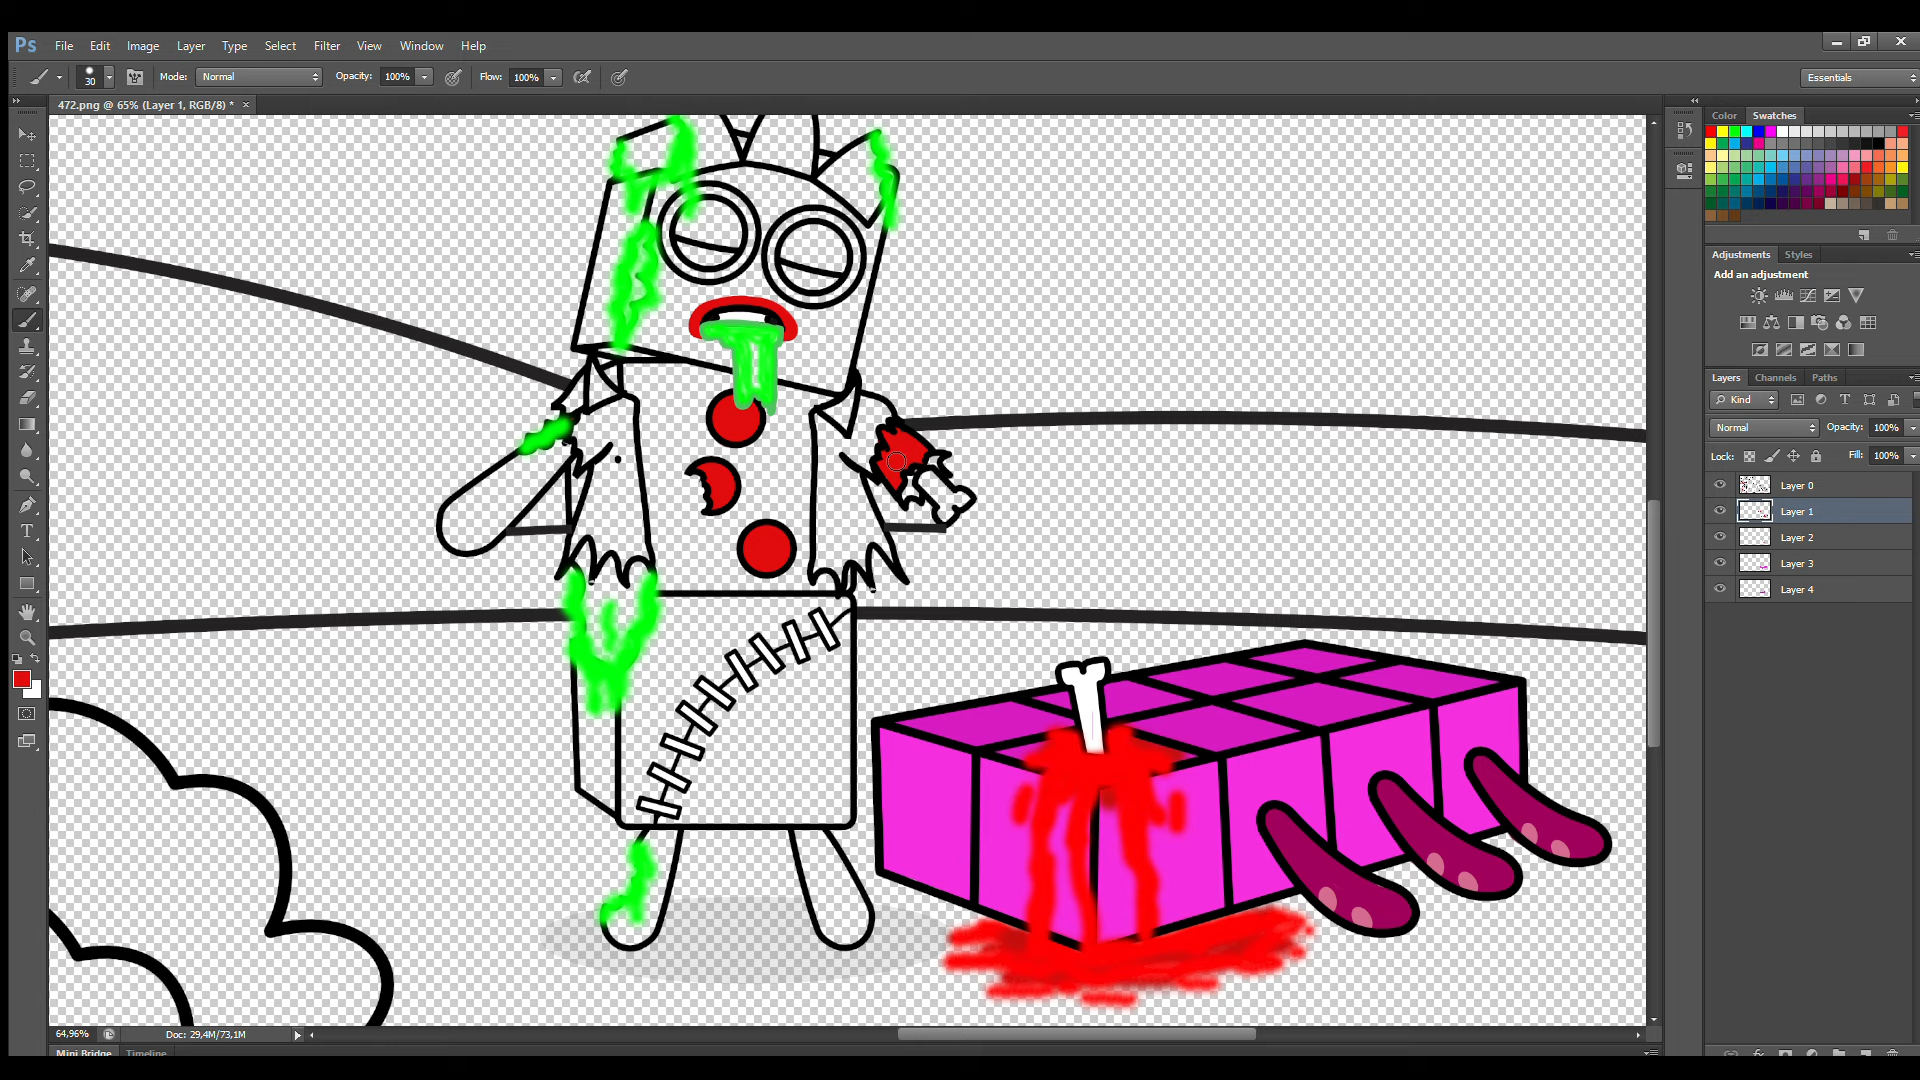 Ps File Edit Image Layer Type Select Filter View Window Help
30 Mode: Normal Opacity: 100% Flow: 100% Essentials
472.png @ 65% (Layer 1, RGB/8) * ×
Color Swatches
Adjustments Styles
Add an adjustment
Layers Channels Paths
Kind
Normal Opacity: 100%
Lock: Fill: 100%
Layer 0
Layer 1
Layer 2
Layer 3
Layer 4
64,96% Doc: 29,4M/73,1M
Mini Bridge Timeline